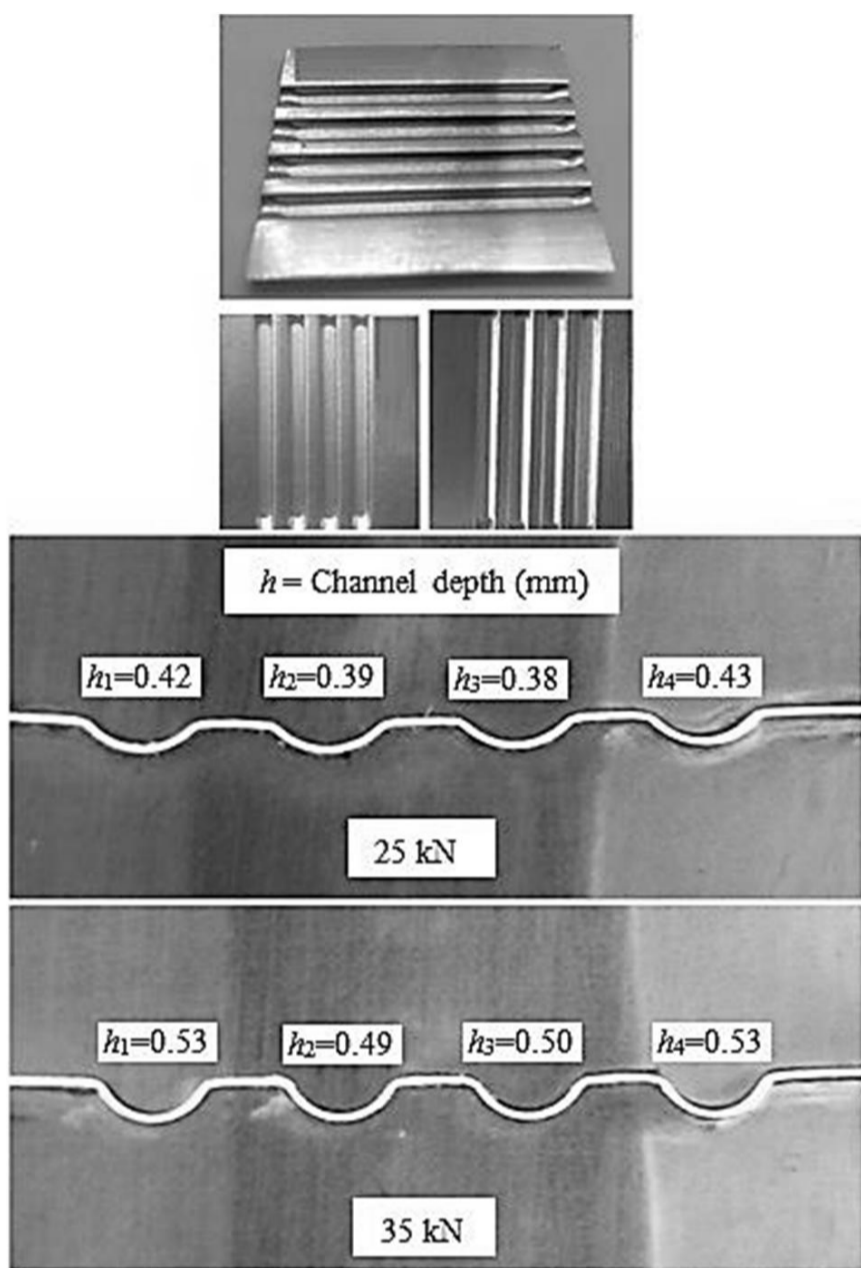 h = Channel depth (mm)
h1=0.42 h2=0.39 h3=0.38 h4=0.43
25 kN
h1=0.53 h2=0.49 h3=0.50 h4=0.53
35 kN